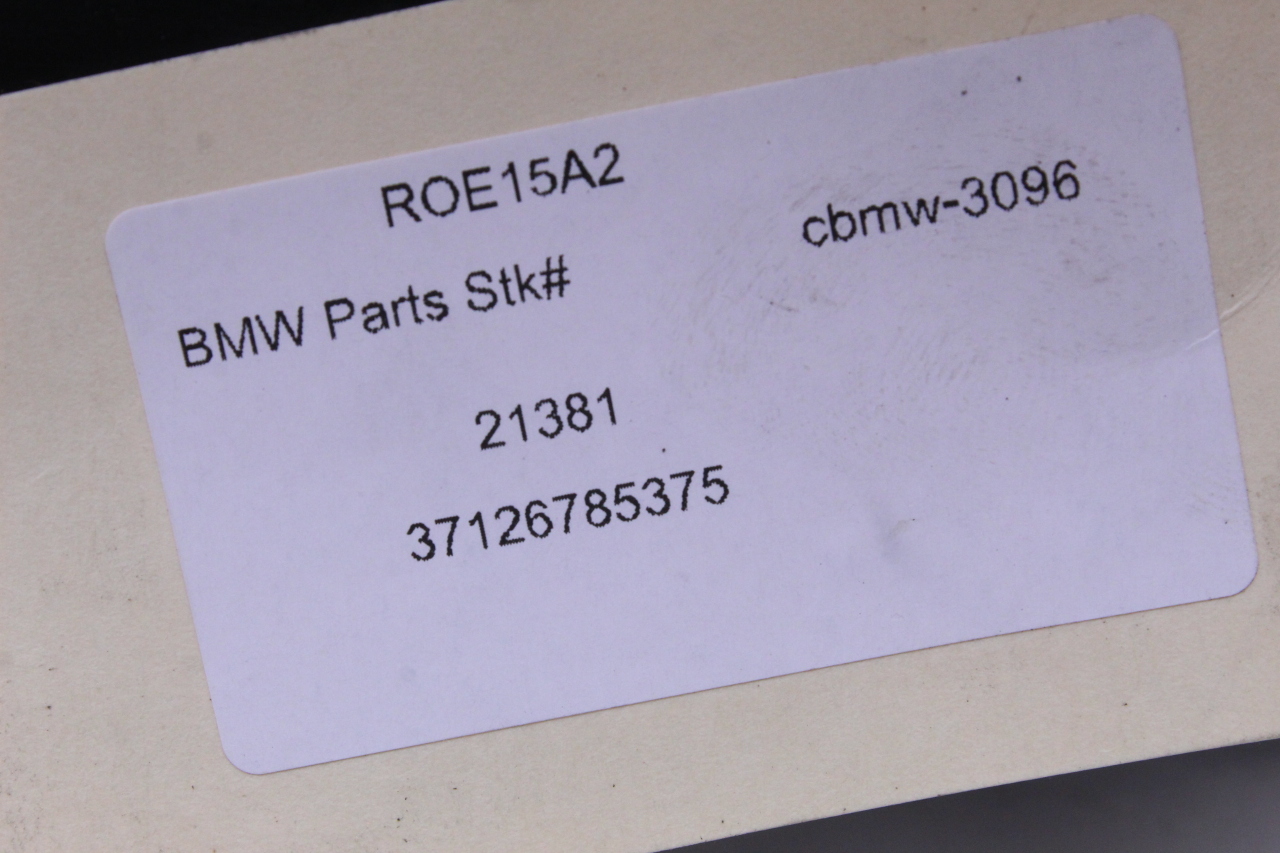 ROE15A2
cbmw-3096
BMW Parts Stk#
21381
37126785375